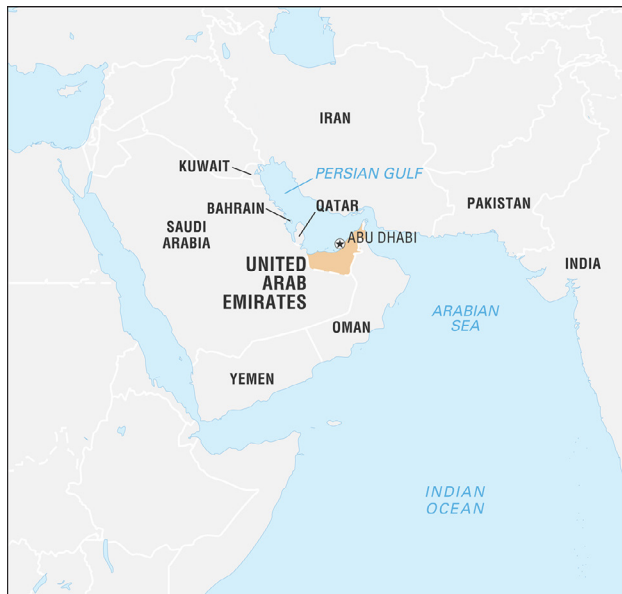 IRAN
KUWAIT
PERSIAN GULF
BAHRAIN
QATAR
PAKISTAN
SAUDI
ARABIA
ABU DHABI
UNITED
ARAB
EMIRATES
INDIA
ARABIAN
SEA
OMAN
YEMEN
INDIAN
OCEAN